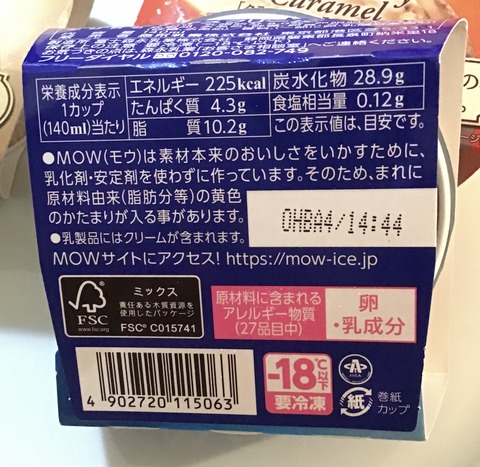 Caramel
フリーダイヤル
栄養成分表示
1カップ
(140ml)当たり
エネルギー 225kcal
炭水化物 28.9g
たんぱく質 4.3g
食塩相当量 0.12g
脂 質 10.2g
この表示値は、目安です。
●MOW(モウ)は素材本来のおいしさをいかすために、
乳化剤・安定剤を使わずに作っています。そのため、まれに
原材料由来(脂肪分等)の黄色
のかたまりが入る事があります。
OHBA4/14:44
●乳製品にはクリームが含まれます。
MOWサイトにアクセス! https://mow-ice.jp
FSC
www.fsc.org
ミックス
責任ある木質資源を
使用したパッケージ
FSC® C015741
原材料に含まれる
アレルギー物質
(27品目中)
卵
・乳成分
4 902720 115063
-18℃以下
要冷凍
紙
巻紙
カップ